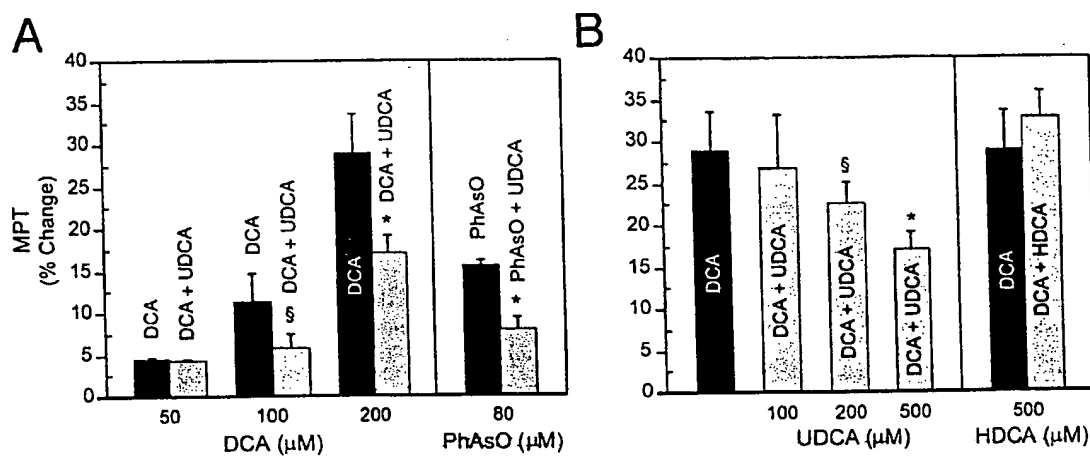 A
MPT
(% Change)
40
35
30
25
20
15
10
5
0
DCA
DCA + UDCA
DCA
§ DCA + UDCA
DCA
* DCA + UDCA
PhAsO
* PhAsO + UDCA
50
100
200
80
DCA (µM)
PhAsO (µM)
B
40
35
30
25
20
15
10
5
0
DCA
DCA + UDCA
§
DCA + UDCA
*
DCA + UDCA
DCA
DCA + HDCA
100
200
500
500
UDCA (µM)
HDCA (µM)